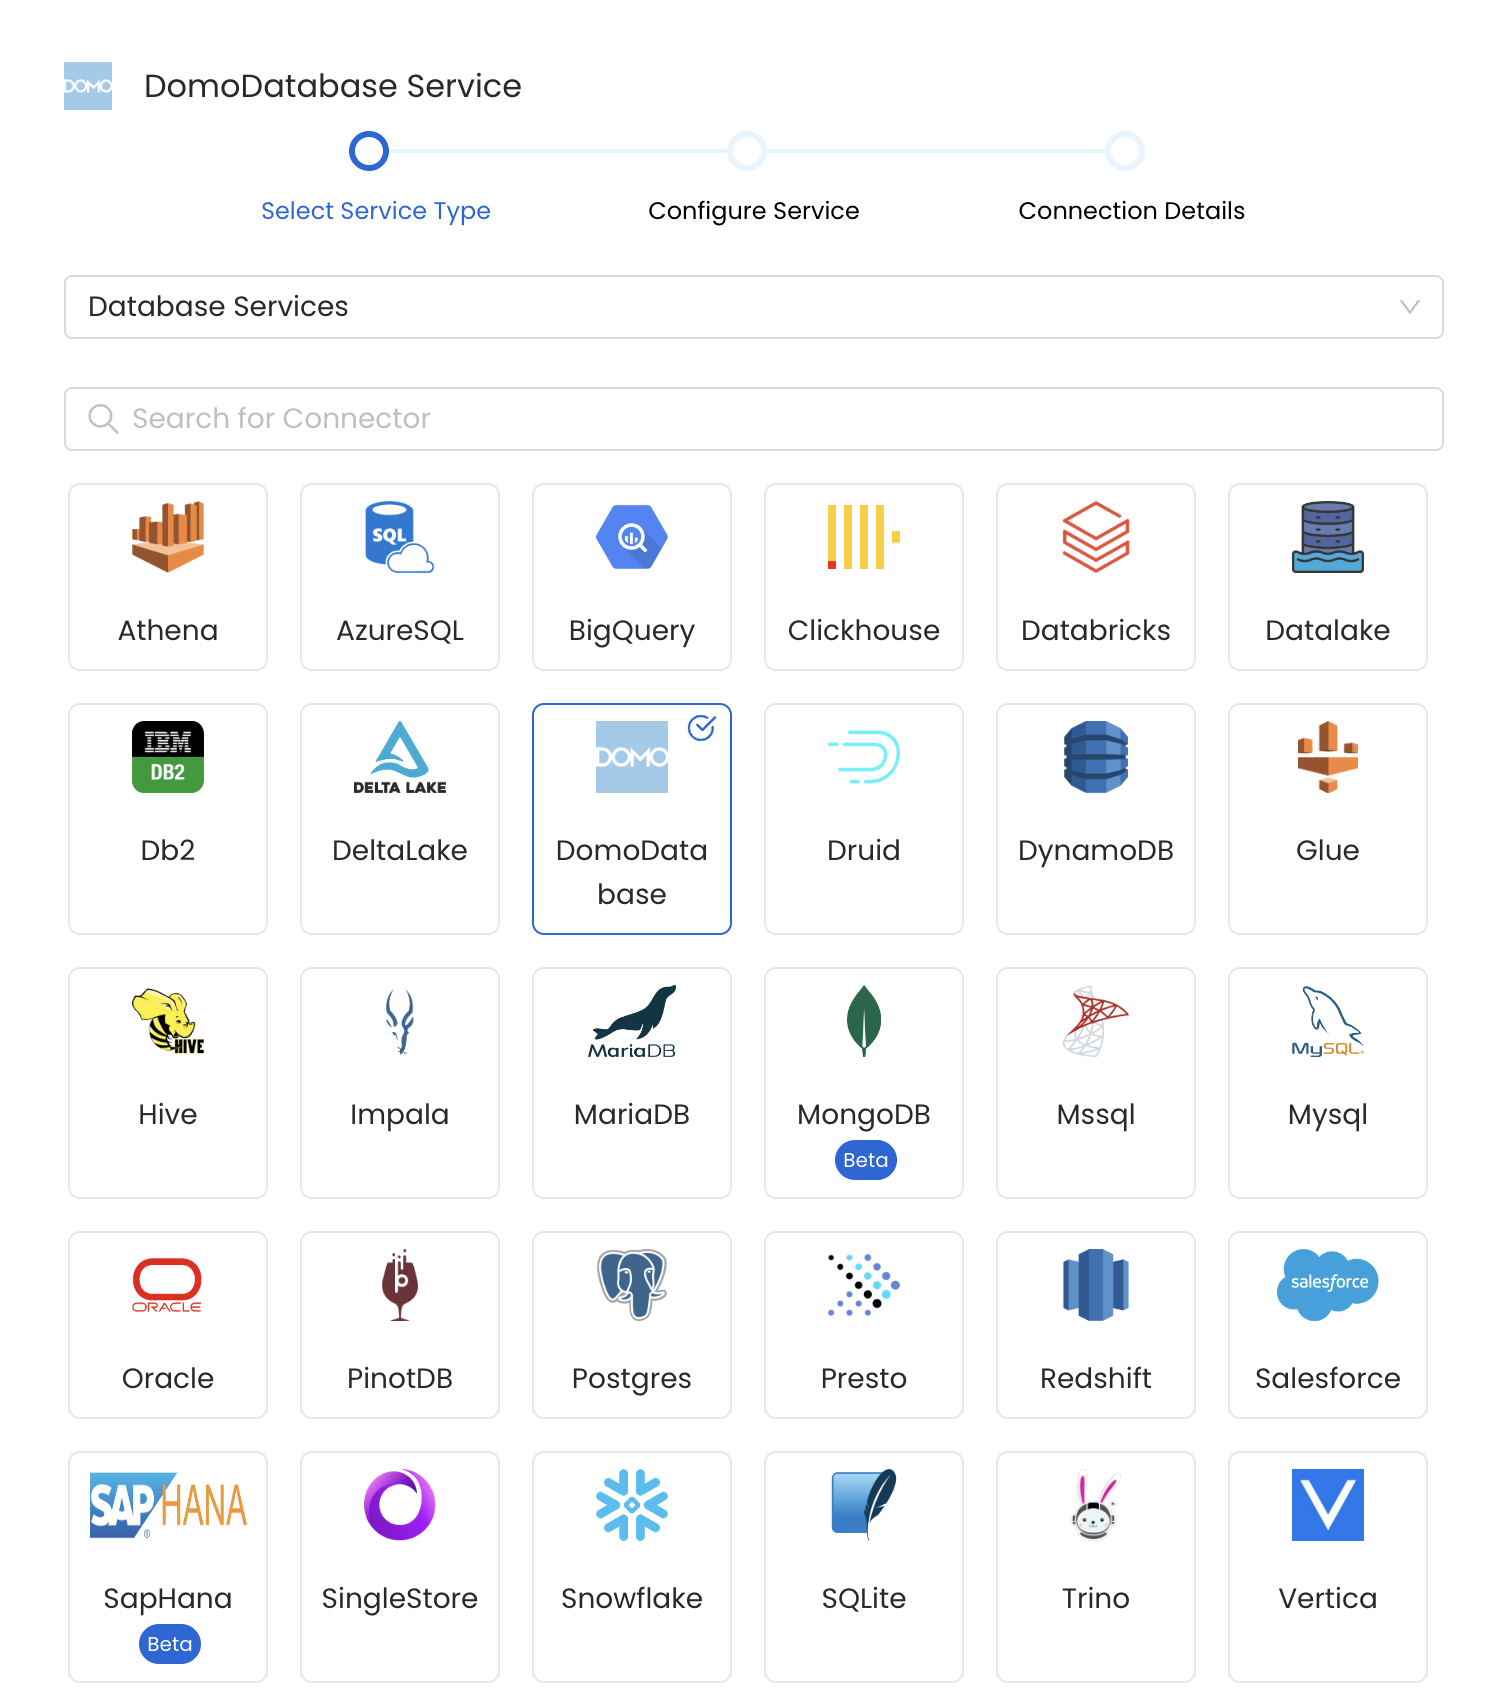 DOMO DomoDatabase Service
Select Service Type Configure Service Connection Details
Database Services
Search for Connector
SQL
Athena AzureSQL BigQuery Clickhouse Databricks Datalake
IBM
DB2 DELTA LAKE DOMO
Db2 DeltaLake DomoData Druid DynamoDB Glue
base
HIVE MariaDB MySQL
Hive Impala MariaDB MongoDB Mssql Mysql
Beta
ORACLE p salesforce
Oracle PinotDB Postgres Presto Redshift Salesforce
SAP® HANA V
SapHana SingleStore Snowflake SQLite Trino Vertica
Beta